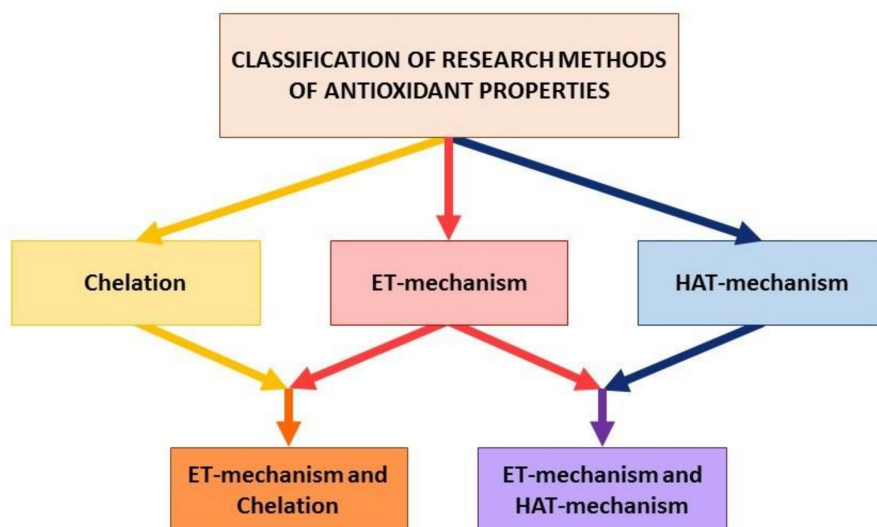 CLASSIFICATION OF RESEARCH METHODS
OF ANTIOXIDANT PROPERTIES
Chelation
ET-mechanism
HAT-mechanism
ET-mechanism and
Chelation
ET-mechanism and
HAT-mechanism